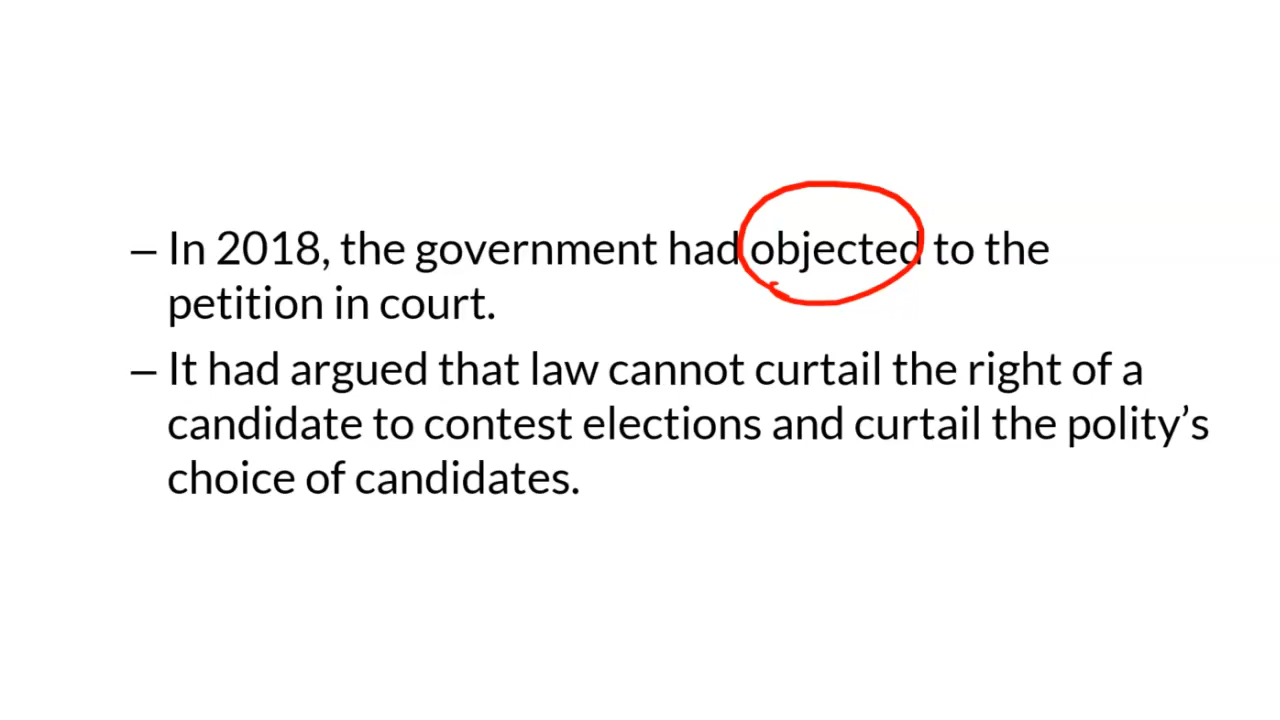 – In 2018, the government had objected to the
petition in court.
– It had argued that law cannot curtail the right of a
candidate to contest elections and curtail the polity’s
choice of candidates.